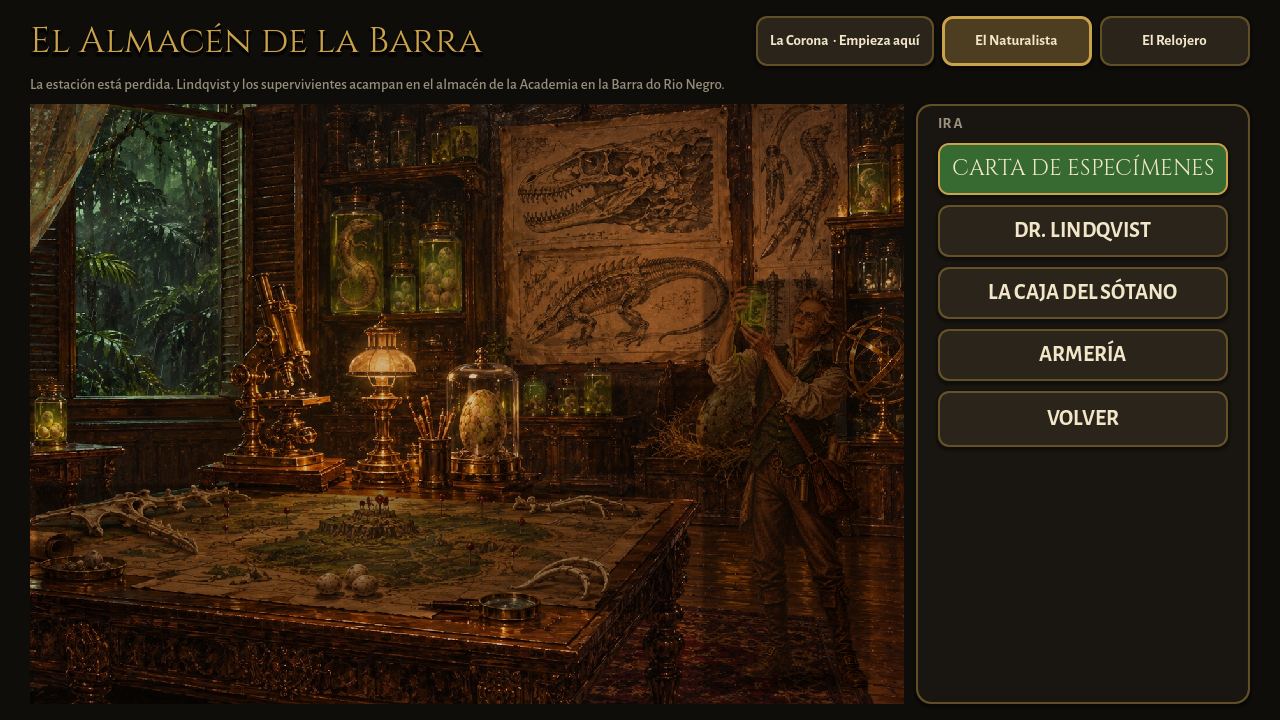 El Almacén de la Barra
La Corona · Empieza aquí
El Naturalista
El Relojero
La estación está perdida. Lindqvist y los supervivientes acampan en el almacén de la Academia en la Barra do Rio Negro.
IR A
CARTA DE ESPECÍMENES
DR. LINDQVIST
LA CAJA DEL SÓTANO
ARMERÍA
VOLVER